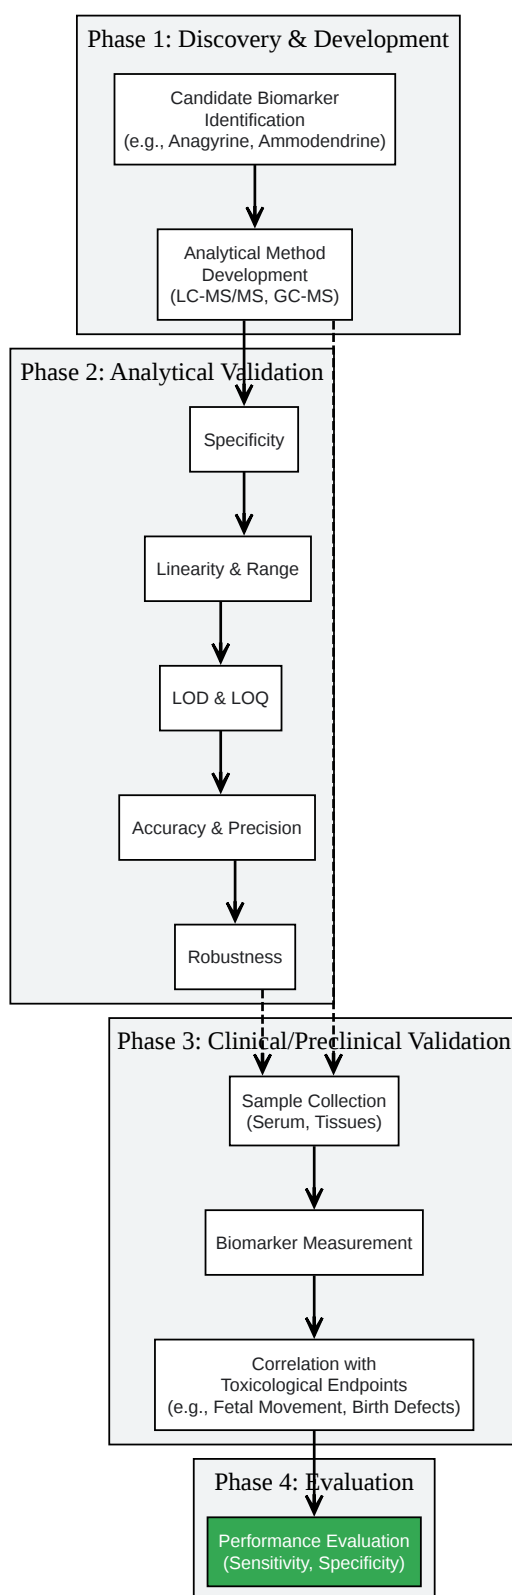 Phase 1: Discovery & Development
Candidate Biomarker
Identification
(e.g., Anagyrine, Ammodendrine)
Analytical Method
Development
(LC-MS/MS, GC-MS)
Phase 2: Analytical Validation
Specificity
Linearity & Range
LOD & LOQ
Accuracy & Precision
Robustness
Phase 3: Clinical/Preclinical Validation
Sample Collection
(Serum, Tissues)
Biomarker Measurement
Correlation with
Toxicological Endpoints
(e.g., Fetal Movement, Birth Defects)
Phase 4: Evaluation
Performance Evaluation
(Sensitivity, Specificity)